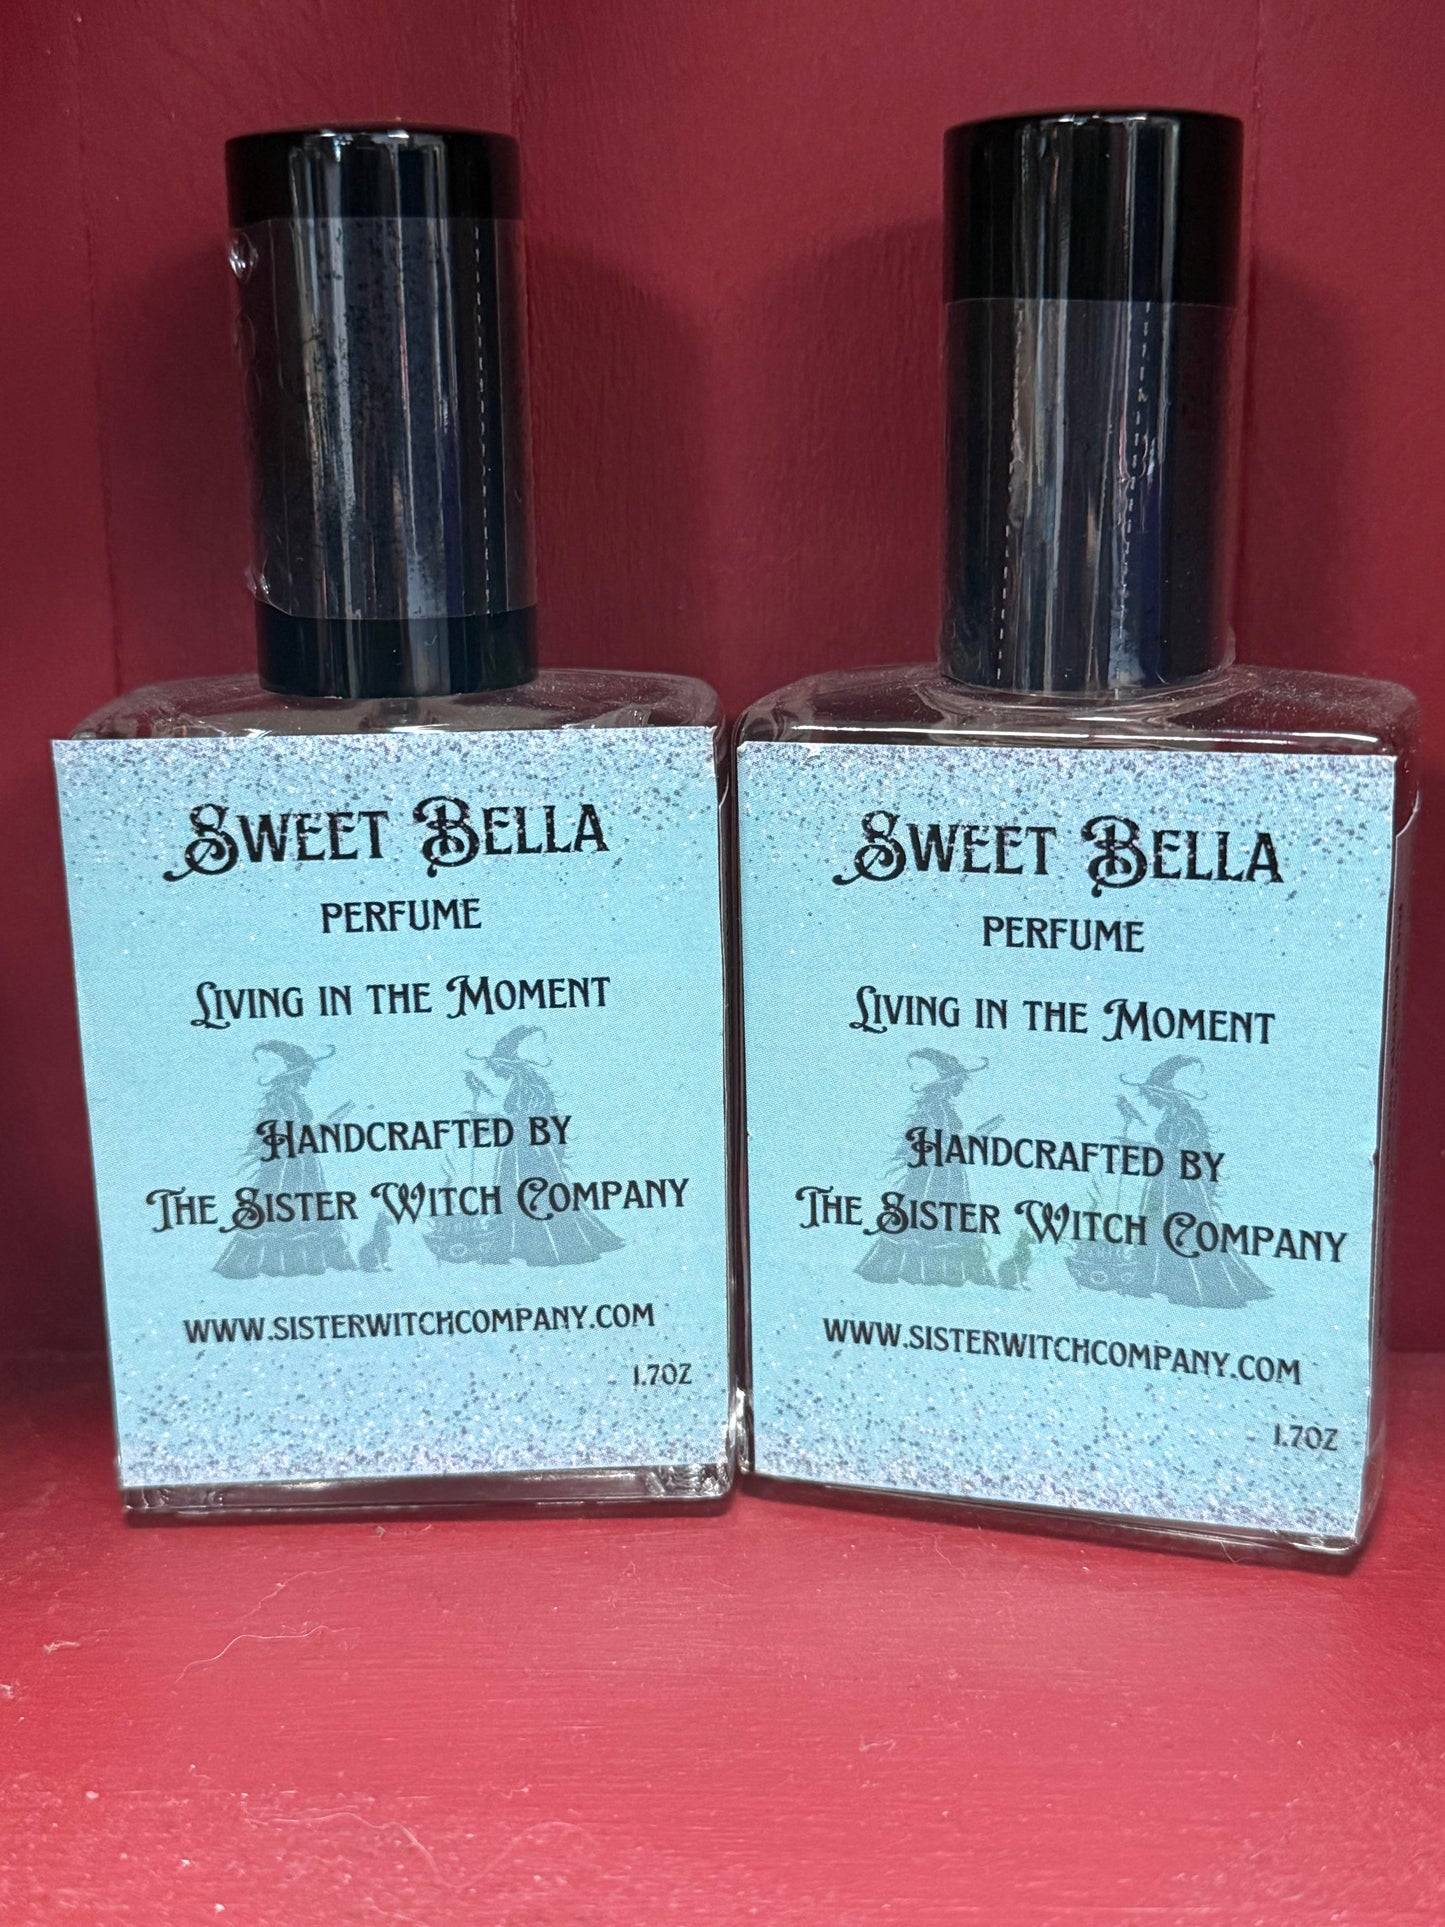 Sweet Bella
Perfume
Living in the Moment
Handcrafted by
The Sister Witch Company
www.sisterwitchcompany.com
1.7oz
Sweet Bella
Perfume
Living in the Moment
Handcrafted by
The Sister Witch Company
www.sisterwitchcompany.com
1.7oz